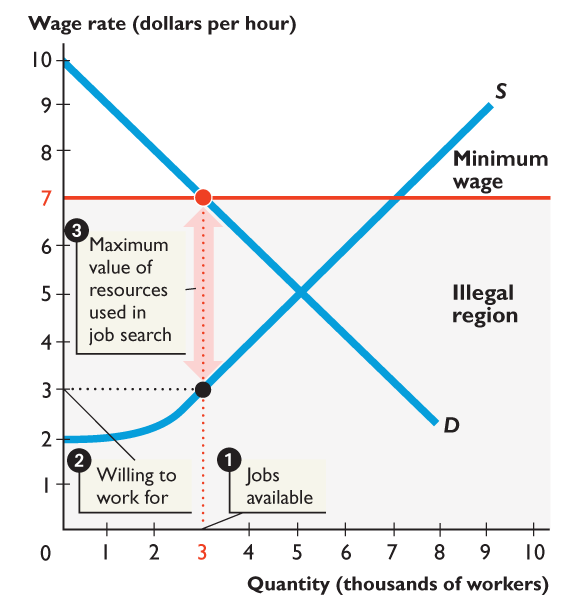 Wage rate (dollars per hour)
10
9
S
8
Minimum
wage
7
3
Maximum
value of
resources
used in
job search
6
5
Illegal
region
4
3
2
D
2
Willing to
work for
1
Jobs
available
1
0
1
2
3
4
5
6
7
8
9
10
Quantity (thousands of workers)